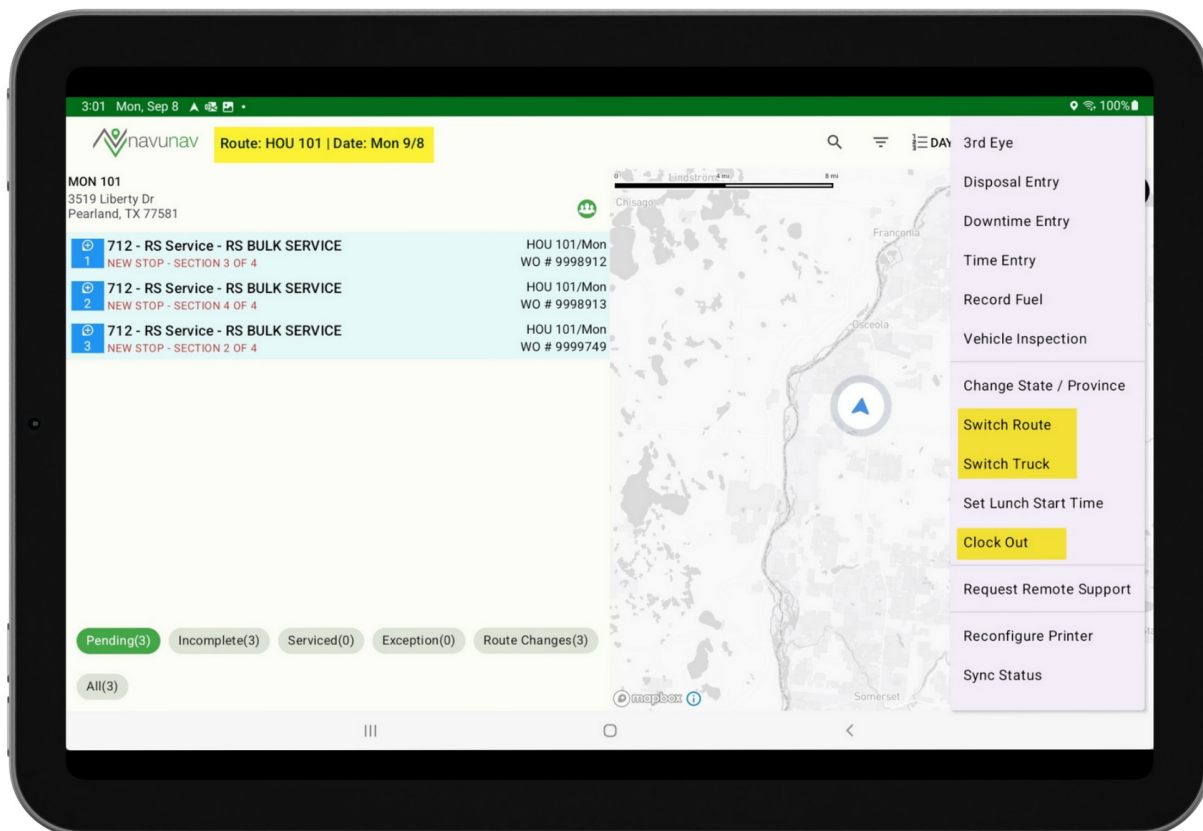 3:01 Mon, Sep 8
100%
navunav
Route: HOU 101 | Date: Mon 9/8
DAY
MON 101
3519 Liberty Dr
Pearland, TX 77581
1
712 - RS Service - RS BULK SERVICE
HOU 101/Mon
NEW STOP - SECTION 3 OF 4
WO # 9998912
2
712 - RS Service - RS BULK SERVICE
HOU 101/Mon
NEW STOP - SECTION 4 OF 4
WO # 9998913
3
712 - RS Service - RS BULK SERVICE
HOU 101/Mon
NEW STOP - SECTION 2 OF 4
WO # 9999749
Pending(3)
Incomplete(3)
Serviced(0)
Exception(0)
Route Changes(3)
All(3)
0
4 mi
8 mi
Lindstrom
Chisago
Franconia
Osceola
Somerset
mapbox
3rd Eye
Disposal Entry
Downtime Entry
Time Entry
Record Fuel
Vehicle Inspection
Change State / Province
Switch Route
Switch Truck
Set Lunch Start Time
Clock Out
Request Remote Support
Reconfigure Printer
Sync Status